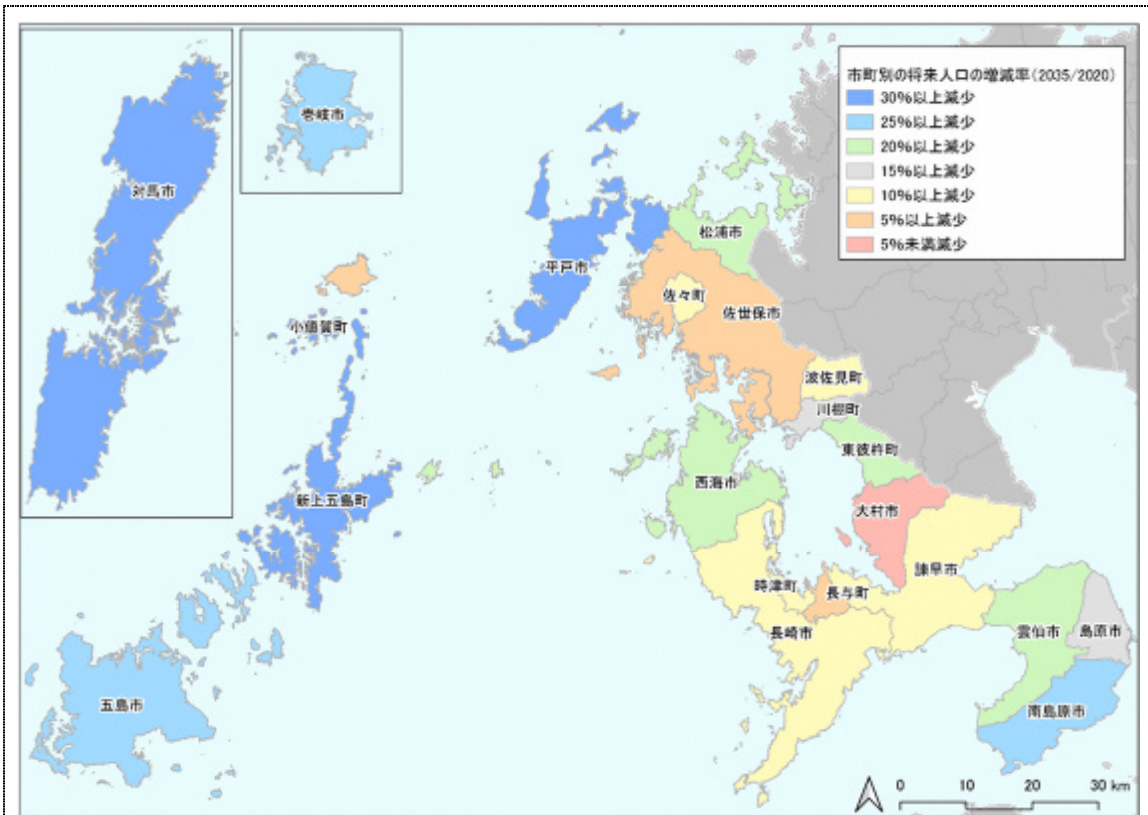 市町別の将来人口の増減率(2035/2020)
30%以上減少
25%以上減少
20%以上減少
15%以上減少
10%以上減少
5%以上減少
5%未満減少
対馬市
壱岐市
松浦市
平戸市
佐々町
佐世保市
小値賀町
波佐見町
川棚町
東彼杵町
西海市
新上五島町
大村市
諫早市
時津町
長与町
長崎市
雲仙市
島原市
五島市
南島原市
0 10 20 30 km